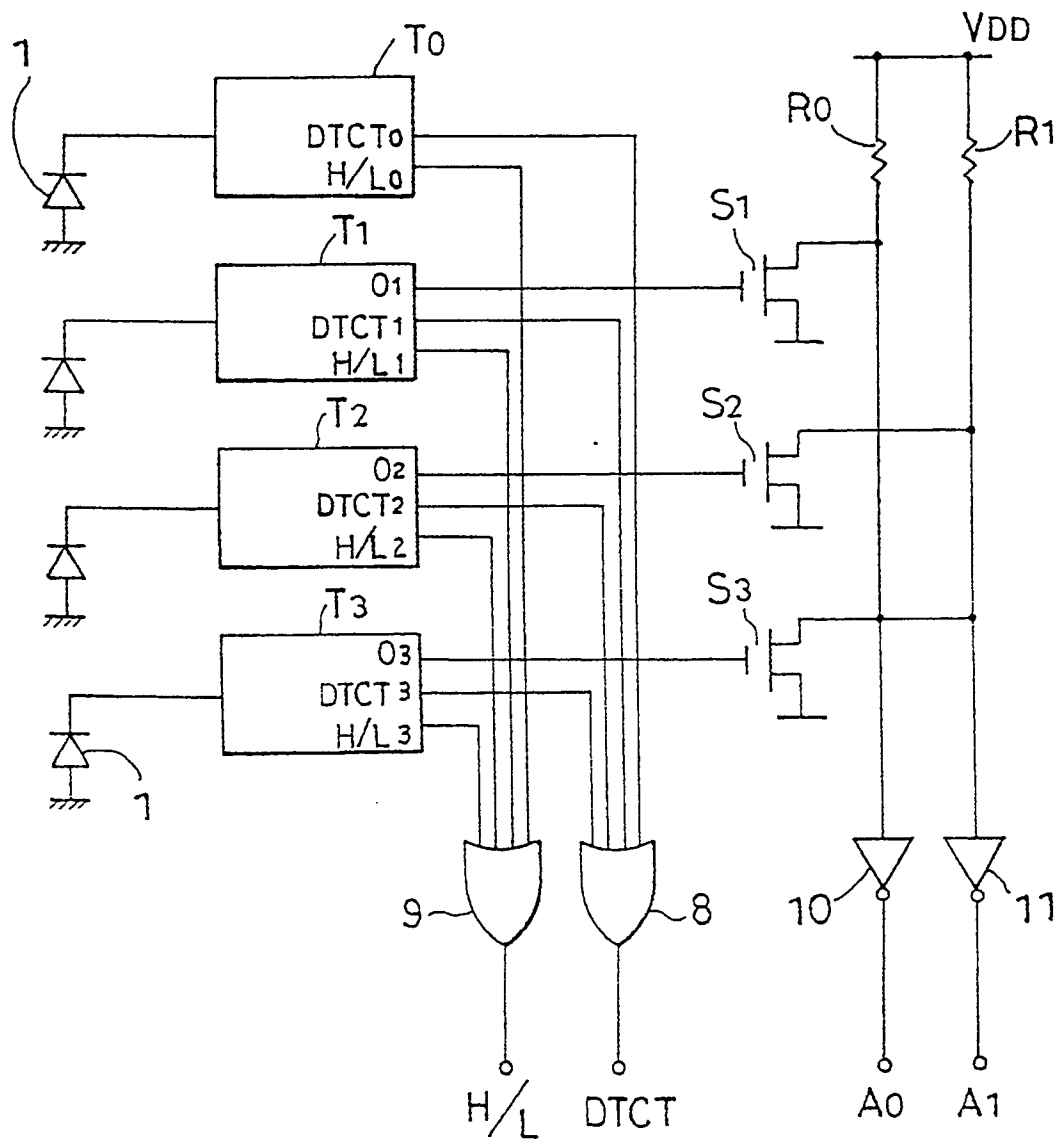 1
T0
VDD
R0
R1
DTCT0
H/L0
S1
T1
O1
DTCT1
H/L1
T2
S2
O2
DTCT2
H/L2
T3
S3
O3
DTCT3
H/L3
1
9
8
10
11
H/L
DTCT
A0
A1